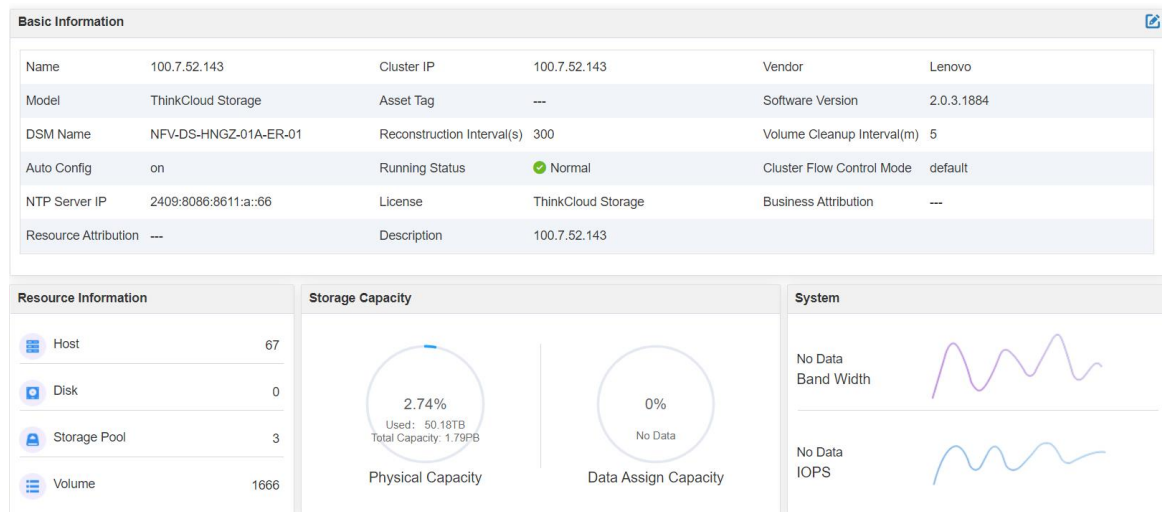 Basic Information
Name 100.7.52.143 Cluster IP 100.7.52.143 Vendor Lenovo
Model ThinkCloud Storage Asset Tag --- Software Version 2.0.3.1884
DSM Name NFV-DS-HNGZ-01A-ER-01 Reconstruction Interval(s) 300 Volume Cleanup Interval(m) 5
Auto Config on Running Status Normal Cluster Flow Control Mode default
NTP Server IP 2409:8086:8611:a::66 License ThinkCloud Storage Business Attribution ---
Resource Attribution --- Description 100.7.52.143
Resource Information
Host 67
Disk 0
Storage Pool 3
Volume 1666
Storage Capacity
2.74%
Used: 50.18TB
Total Capacity: 1.79PB
Physical Capacity
0%
No Data
Data Assign Capacity
System
No Data
Band Width
No Data
IOPS